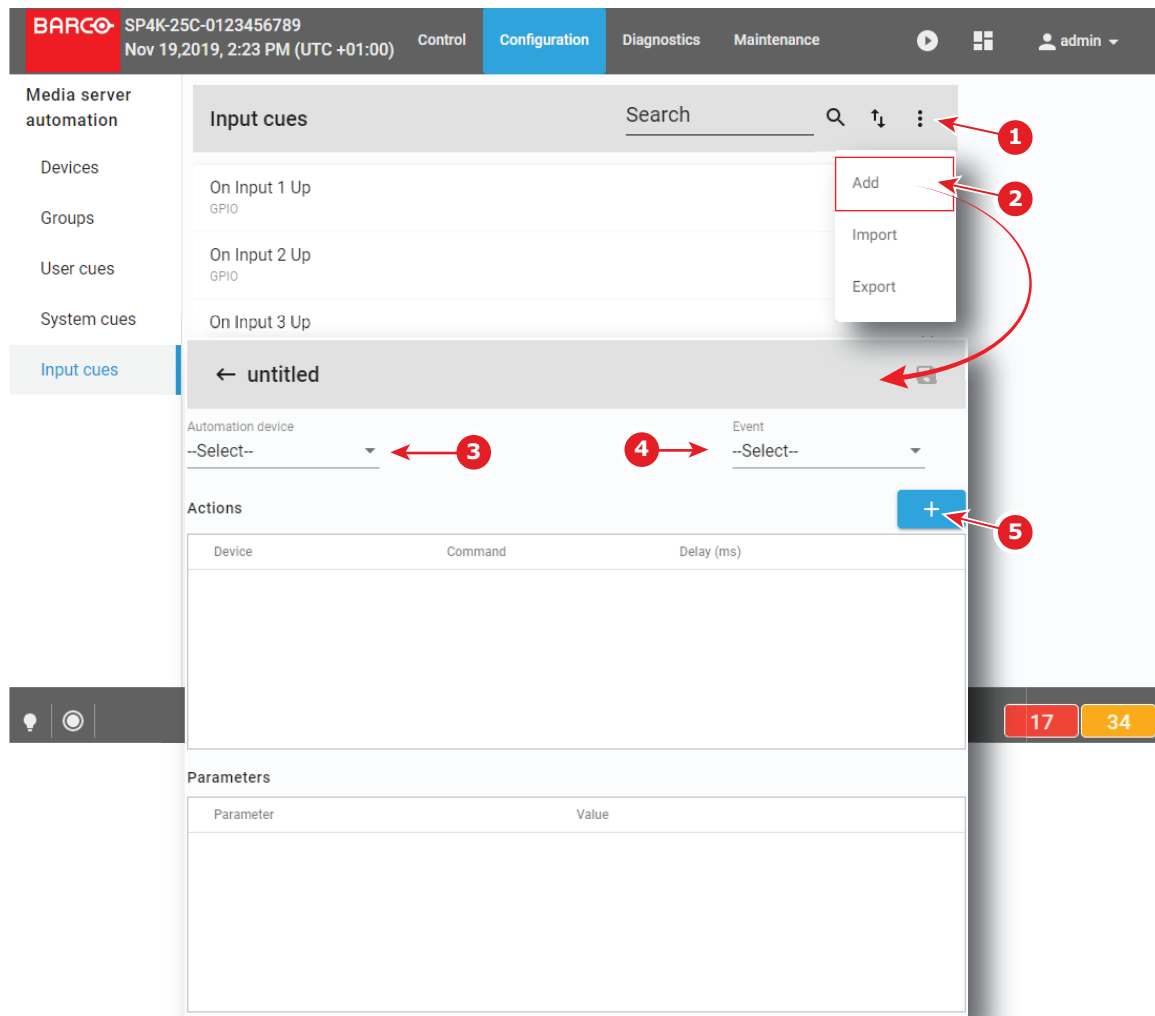 BARCO SP4K-25C-0123456789
Nov 19,2019, 2:23 PM (UTC +01:00)
Control Configuration Diagnostics Maintenance admin
Media server
automation
Devices
Groups
User cues
System cues
Input cues
Input cues Search
1
On Input 1 Up
GPIO
On Input 2 Up
GPIO
On Input 3 Up
Add
2
Import
Export
untitled
Automation device Event
--Select-- 3 4 --Select--
Actions +
5
Device Command Delay (ms)
17 34
Parameters
Parameter Value